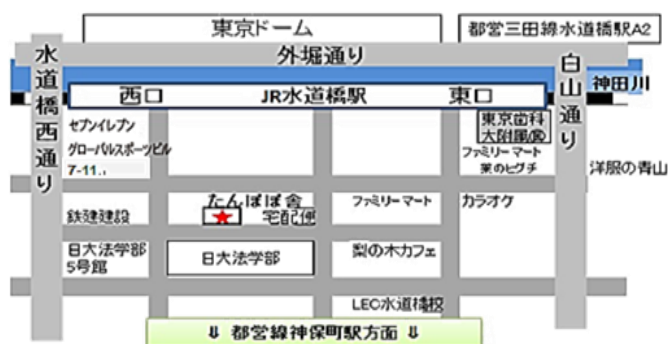 東京ドーム
都営三田線水道橋駅A2
外堀通り
水道橋西通り
白山通り
神田川
西口
JR水道橋駅
東口
セブンイレブン
グローバルスポーツビル
7-11.,
東京歯科
大附属㊩
ファミリーマート
薬のヒグチ
洋服の青山
たんぽぽ舎
★
宅配便
鉄建建設
ファミリーマート
カラオケ
日大法学部
5号館
日大法学部
梨の木カフェ
LEC水道橋校
⇓ 都営線神保町駅方面 ⇓